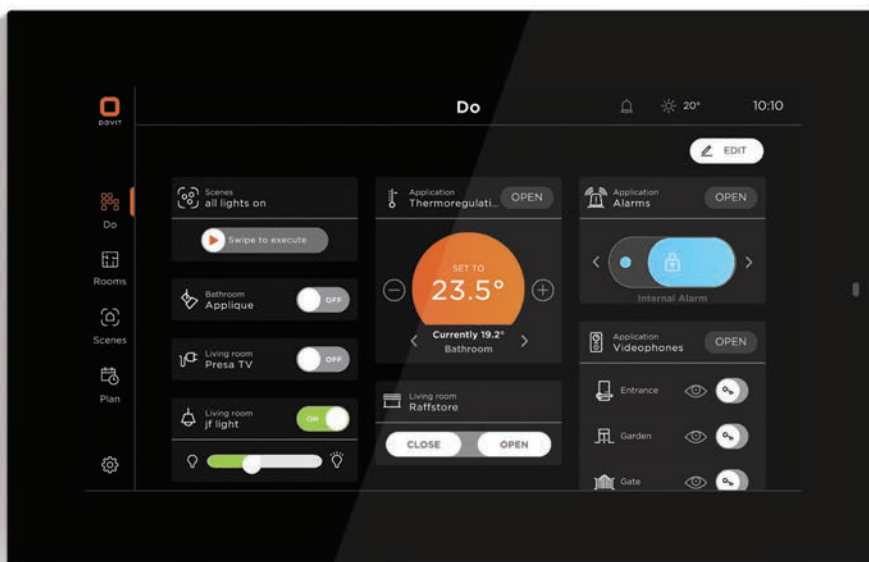 DOVIT
Do
20°
10:10
EDIT
Do
Rooms
Scenes
Plan
Scenes
all lights on
Swipe to execute
Bathroom
Applique
OFF
Living room
Presa TV
OFF
Living room
jf light
ON
Application
Thermoregulati...
OPEN
SET TO
23.5°
Currently 19.2°
Bathroom
Living room
Raffstore
CLOSE
OPEN
Application
Alarms
OPEN
Internal Alarm
Application
Videophones
OPEN
Entrance
Garden
Gate